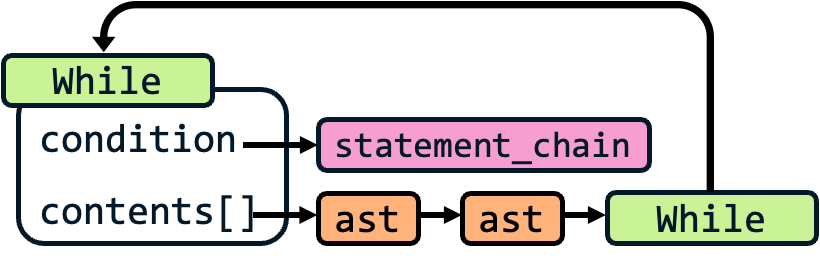 While
condition statement_chain
contents[] ast ast While